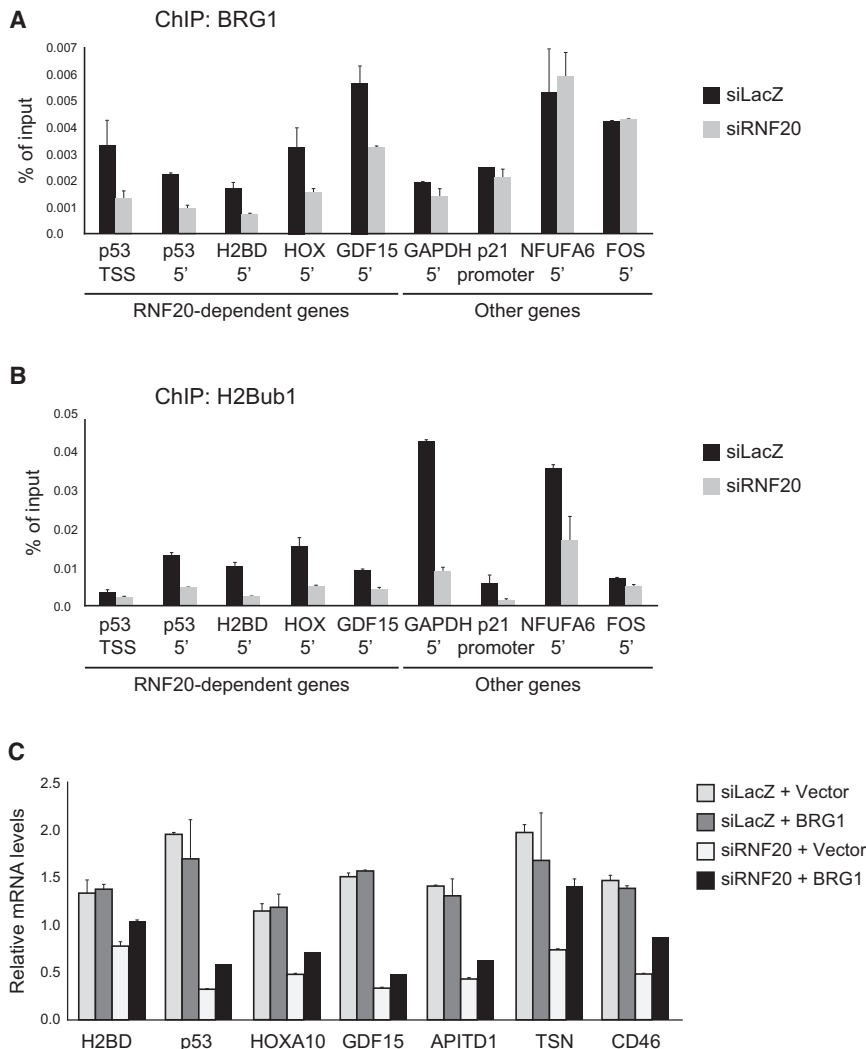 A
ChIP: BRG1
% of input
0.007
0.006
0.005
0.004
0.003
0.002
0.001
0.0
siLacZ
siRNF20
p53 p53 H2BD HOX GDF15 GAPDH p21 NFUFA6 FOS
TSS 5’ 5’ 5’ 5’ 5’ promoter 5’ 5’
RNF20-dependent genes Other genes
B
ChIP: H2Bub1
% of input
0.05
0.04
0.03
0.02
0.01
0.0
siLacZ
siRNF20
p53 p53 H2BD HOX GDF15 GAPDH p21 NFUFA6 FOS
TSS 5’ 5’ 5’ 5’ 5’ promoter 5’ 5’
RNF20-dependent genes Other genes
C
Relative mRNA levels
2.5
2.0
1.5
1.0
0.5
0.0
siLacZ + Vector
siLacZ + BRG1
siRNF20 + Vector
siRNF20 + BRG1
H2BD p53 HOXA10 GDF15 APITD1 TSN CD46